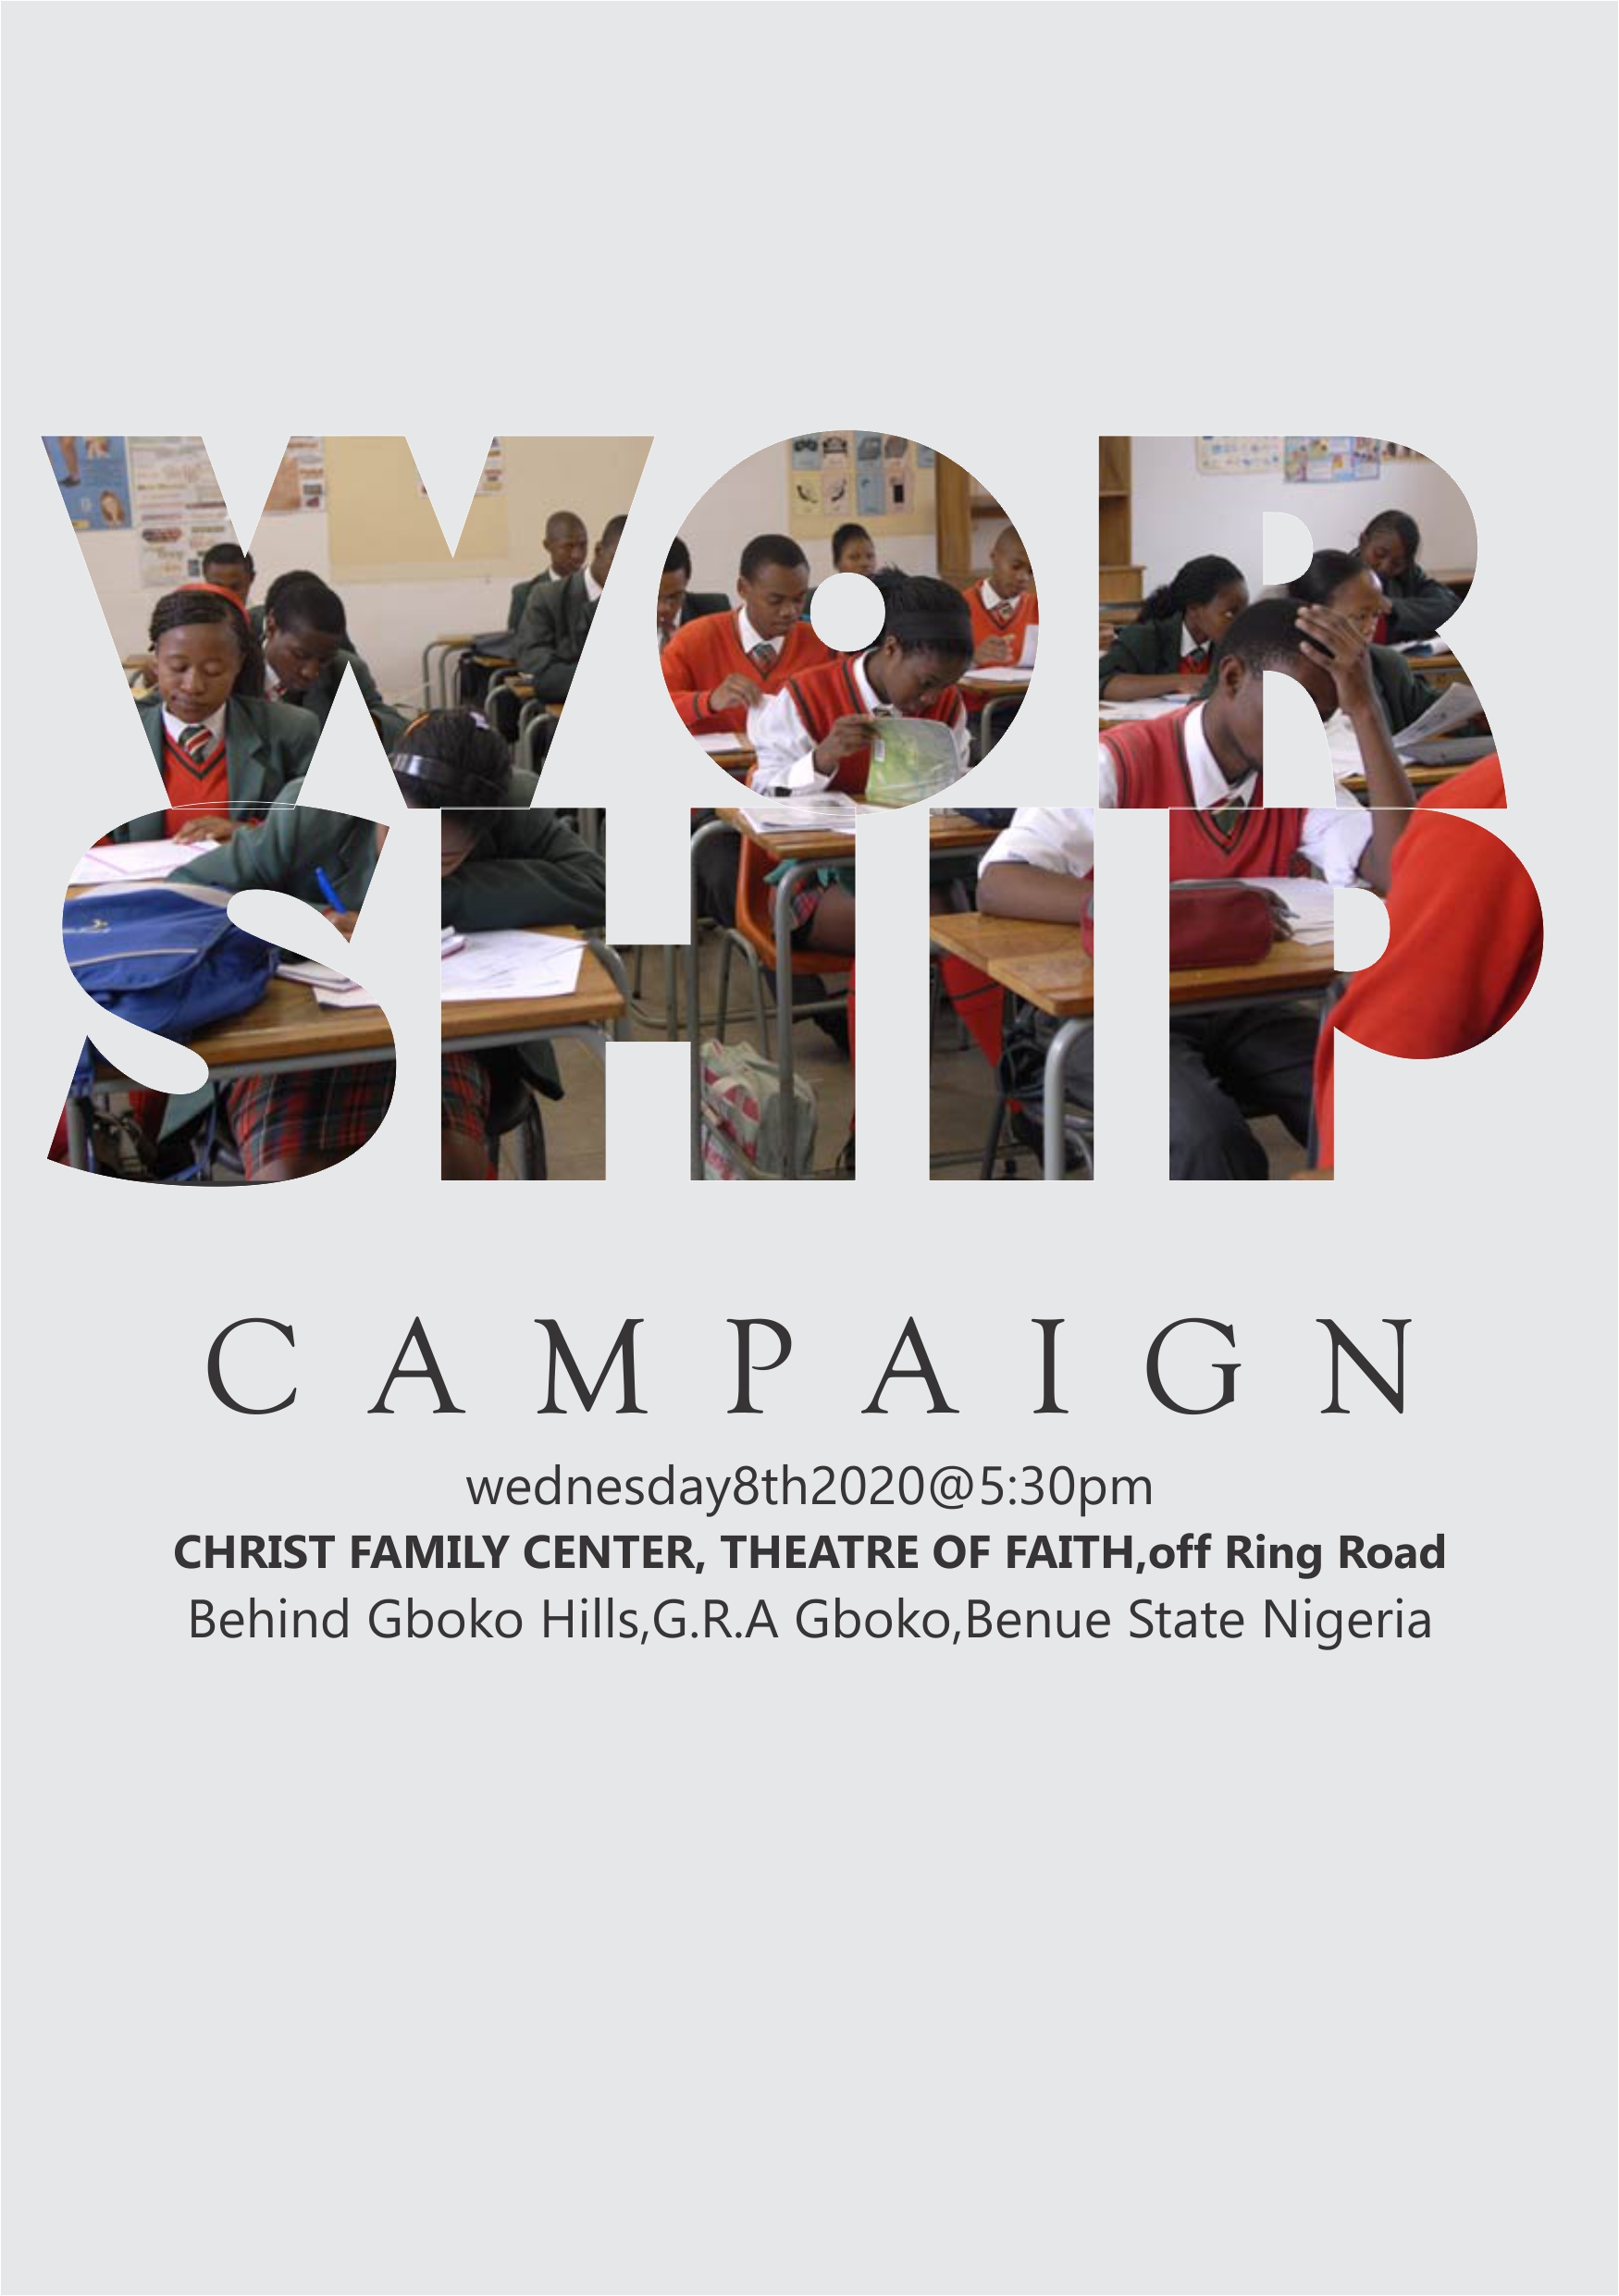 WOR
SHIP
CAMPAIGN
wednesday8th2020@5:30pm
CHRIST FAMILY CENTER, THEATRE OF FAITH,off Ring Road
Behind Gboko Hills,G.R.A Gboko,Benue State Nigeria